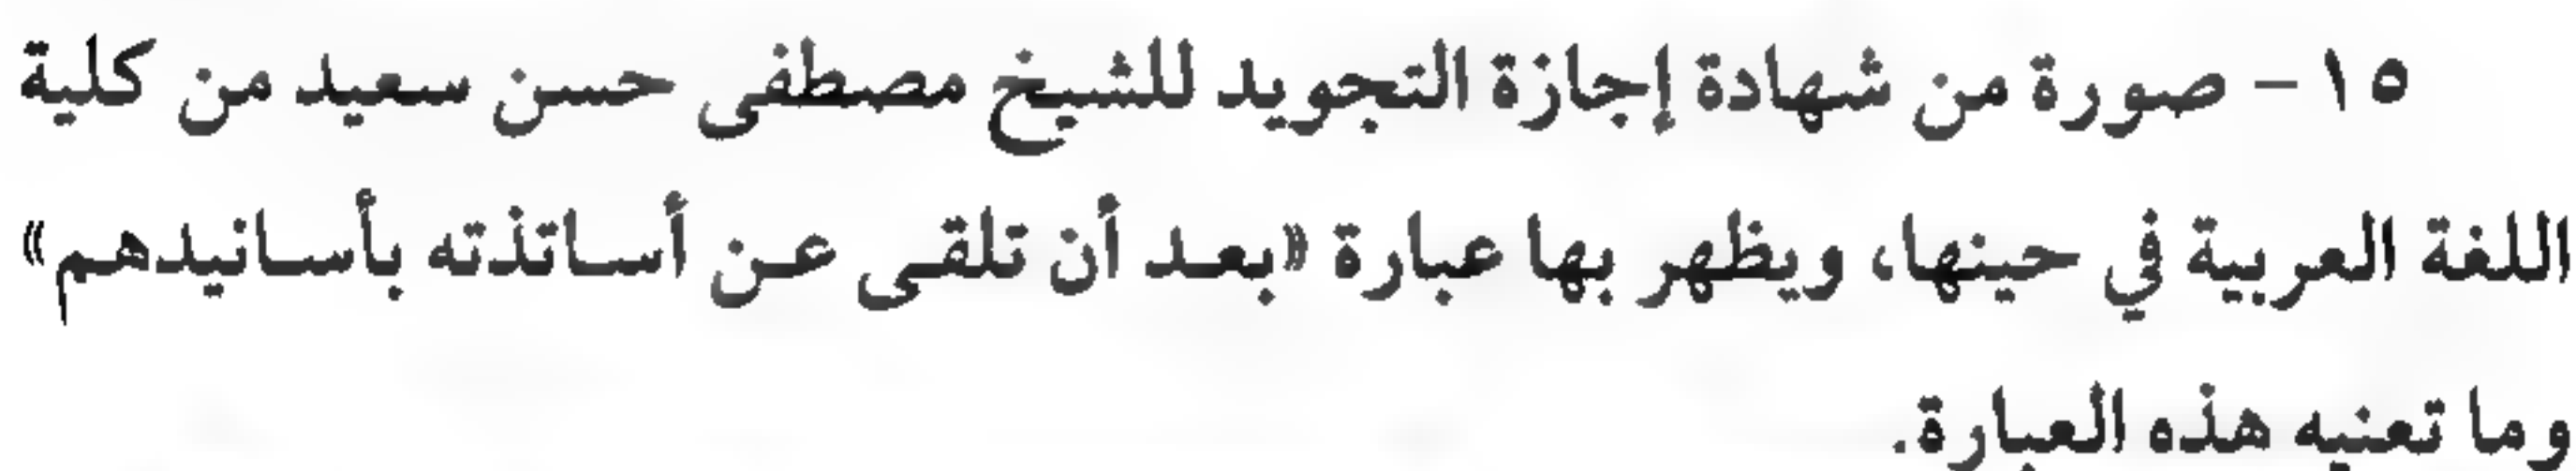 ١٥ - صورة من شهادة إجازة التجويد للشيخ مصطفى حسن سعيد من كلية
اللغة العربية في حينها، ويظهر بها عبارة «بعد أن تلقى عن أساتذته بأسانيدهم»
وما تعنيه هذه العبارة.